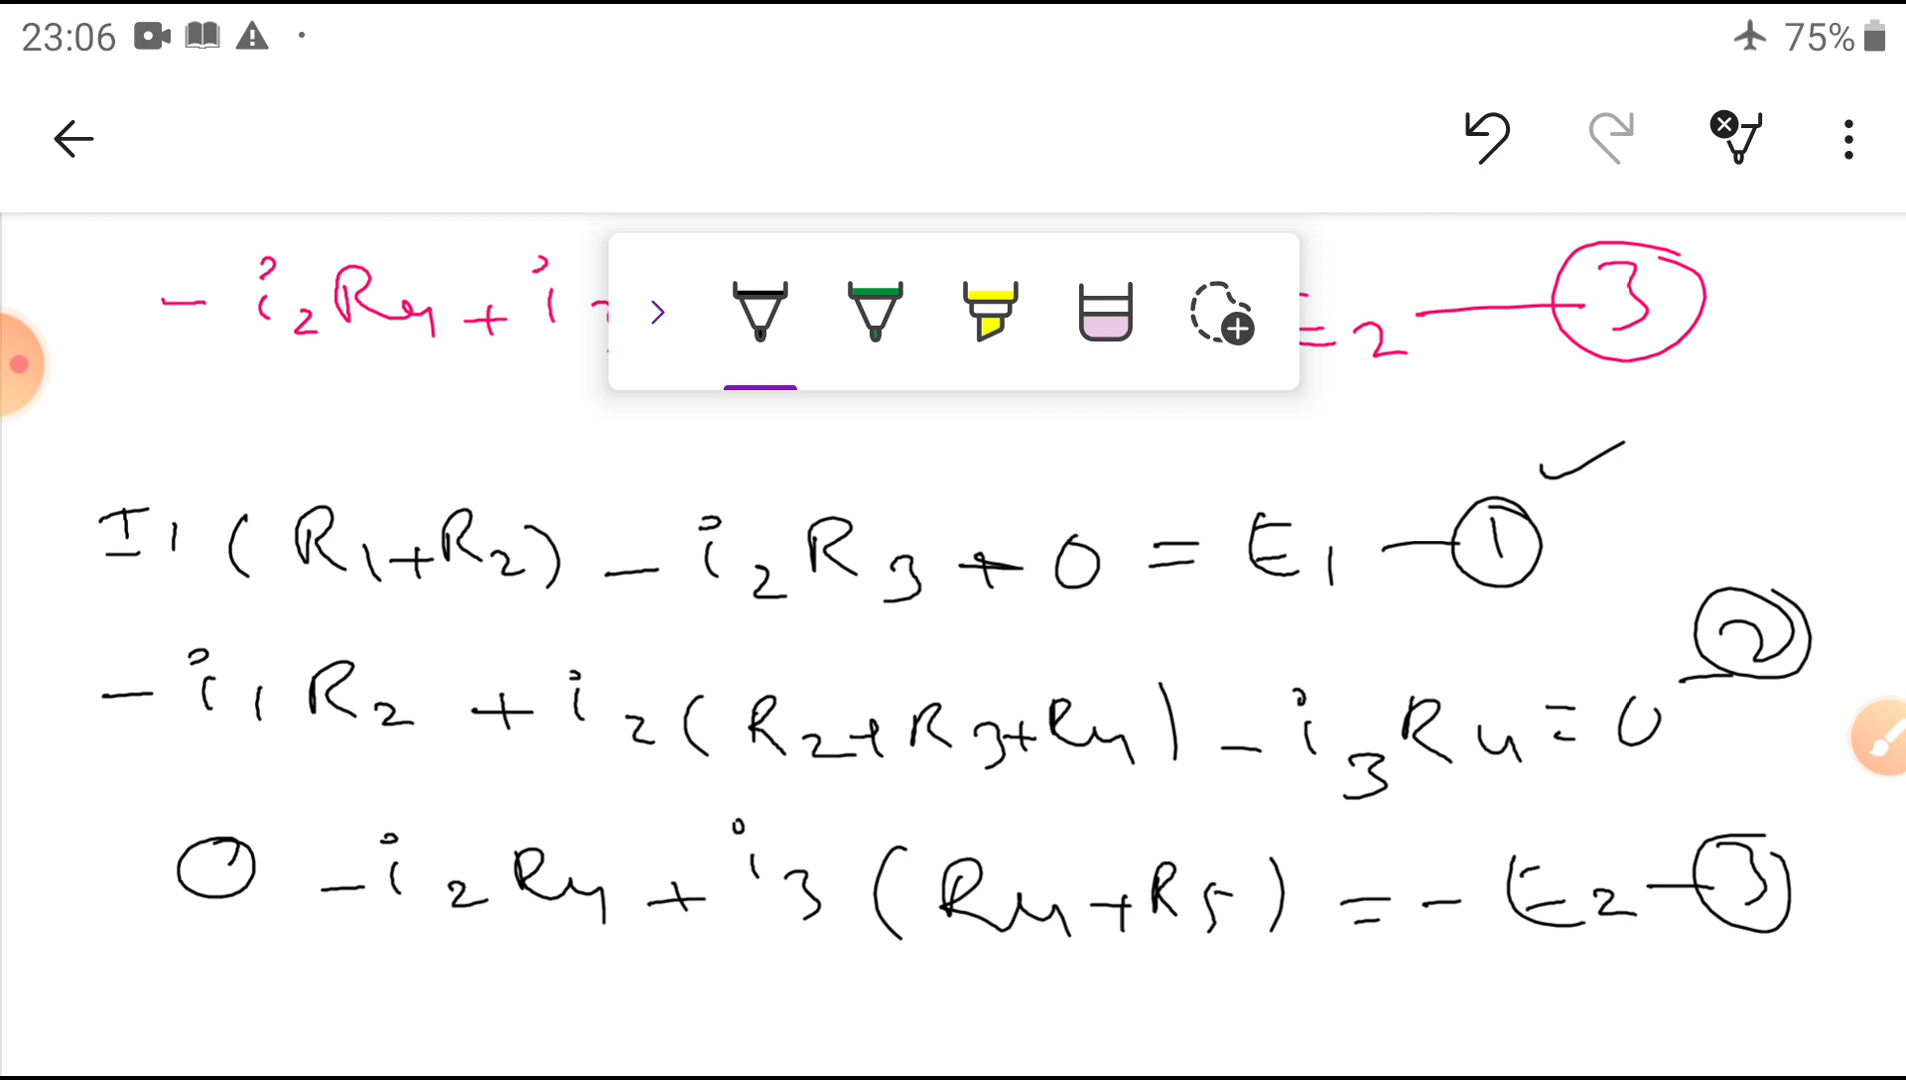 23:06 75%
- i₂R₄ + i = 2 — ③
I₁(R₁+R₂) - i₂R₃ + 0 = E₁ — ①
- i₁R₂ + i₂(R₂+R₃+R₄) - i₃R₄ = 0 — ②
0 - i₂R₄ + i₃(R₄+R₅) = - E₂ — ③